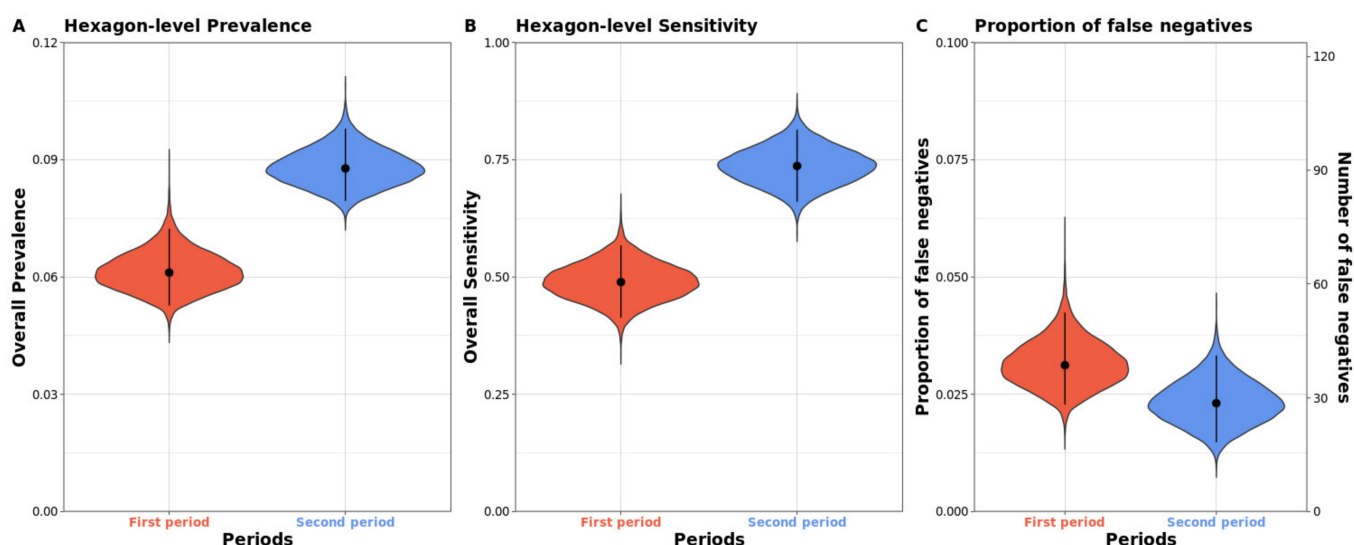 A Hexagon-level Prevalence
0.12
0.09
0.06
0.03
0.00
Overall Prevalence
First period Second period
Periods
B Hexagon-level Sensitivity
1.00
0.75
0.50
0.25
0.00
Overall Sensitivity
First period Second period
Periods
C Proportion of false negatives
0.100
0.075
0.050
0.025
0.000
Proportion of false negatives
120
90
60
30
0
Number of false negatives
First period Second period
Periods